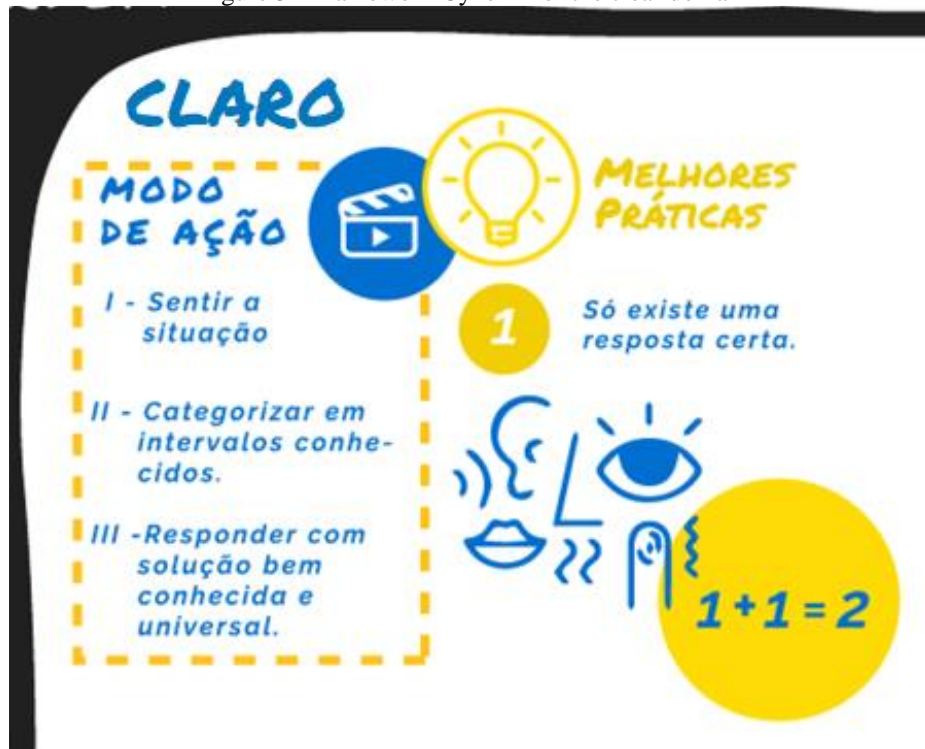 CLARO
MODO
DE AÇÃO
I - Sentir a
situação
II - Categorizar em
intervalos conhe-
cidos.
III -Responder com
solução bem
conhecida e
universal.
MELHORES
PRÁTICAS
1
Só existe uma
resposta certa.
1+1=2